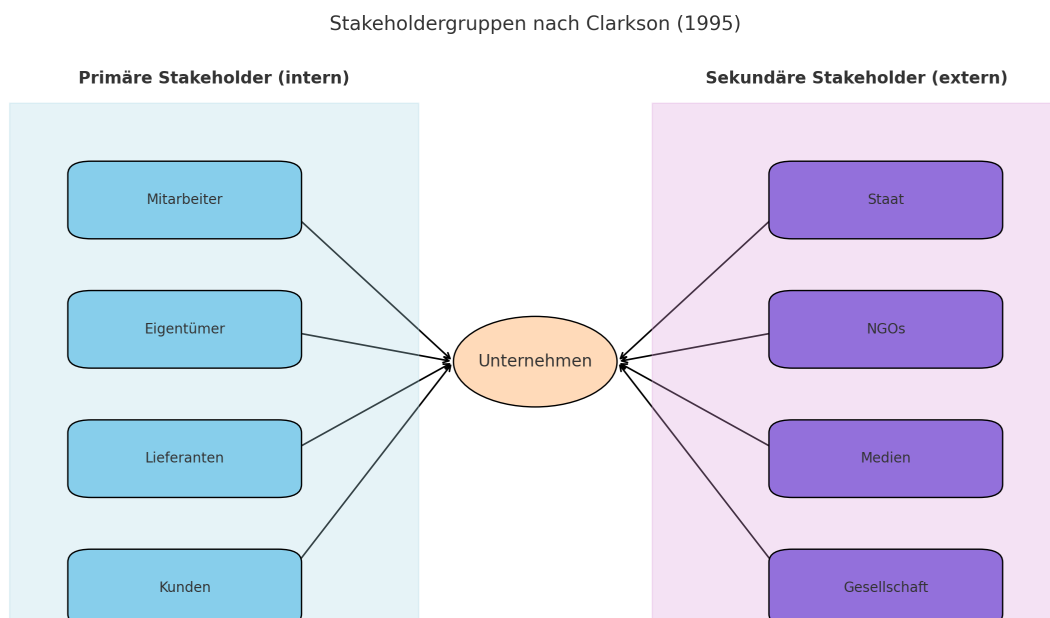 Stakeholdergruppen nach Clarkson (1995)
Primäre Stakeholder (intern)
Sekundäre Stakeholder (extern)
Mitarbeiter
Staat
Eigentümer
NGOs
Unternehmen
Lieferanten
Medien
Kunden
Gesellschaft